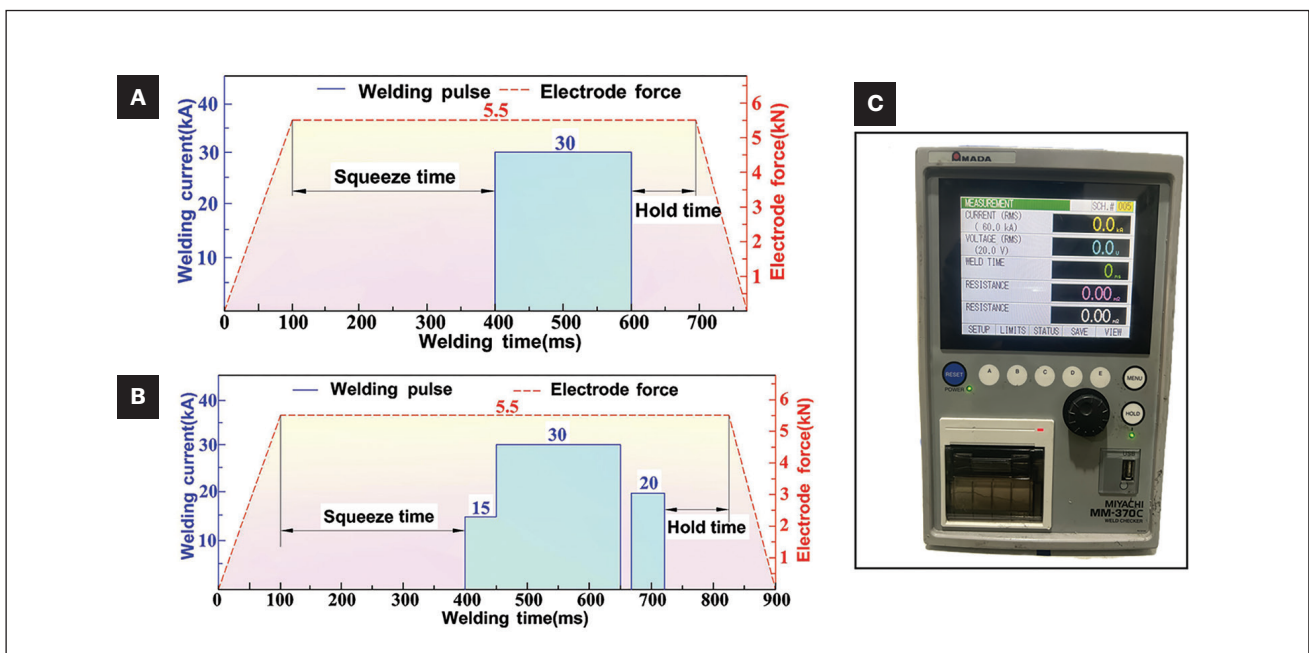 A
Welding pulse
Electrode force
5.5
30
Squeeze time
Hold time
40
30
20
10
Welding current(kA)
6
5
4
3
2
1
Electrode force(kN)
0 100 200 300 400 500 600 700
Welding time(ms)
B
Welding pulse
Electrode force
5.5
30
15
20
Squeeze time
Hold time
40
30
20
10
Welding current(kA)
6
5
4
3
2
1
Electrode force(kN)
0 100 200 300 400 500 600 700 800 900
Welding time(ms)
C
AMADA
MEASUREMENT SCH.# 005
CURRENT (RMS) 0.0 kA
( 60.0 kA)
VOLTAGE (RMS) 0.0 V
(20.0 V)
WELD TIME 0 ms
RESISTANCE 0.00 mΩ
RESISTANCE 0.00 mΩ
SETUP LIMITS STATUS SAVE VIEW
RESET A B C D E MENU
POWER
HOLD
MIYACHI
MM-370C
WELD CHECKER